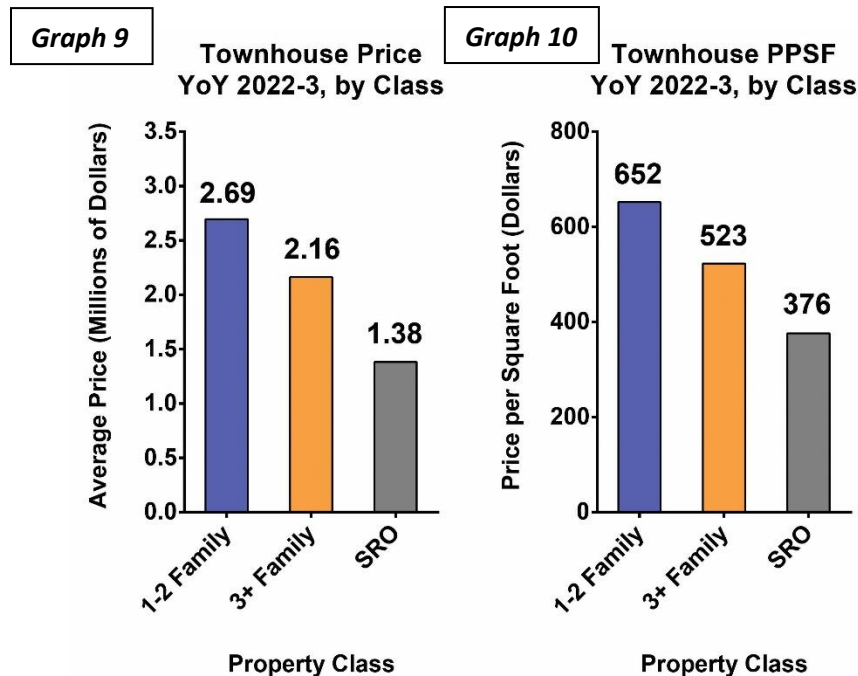 Graph 9
Townhouse Price
YoY 2022-3, by Class
Average Price (Millions of Dollars)
3.5
3.0
2.5
2.0
1.5
1.0
0.5
0.0
2.69
2.16
1.38
1-2 Family
3+ Family
SRO
Property Class
Graph 10
Townhouse PPSF
YoY 2022-3, by Class
Price per Square Foot (Dollars)
800
600
400
200
0
652
523
376
1-2 Family
3+ Family
SRO
Property Class